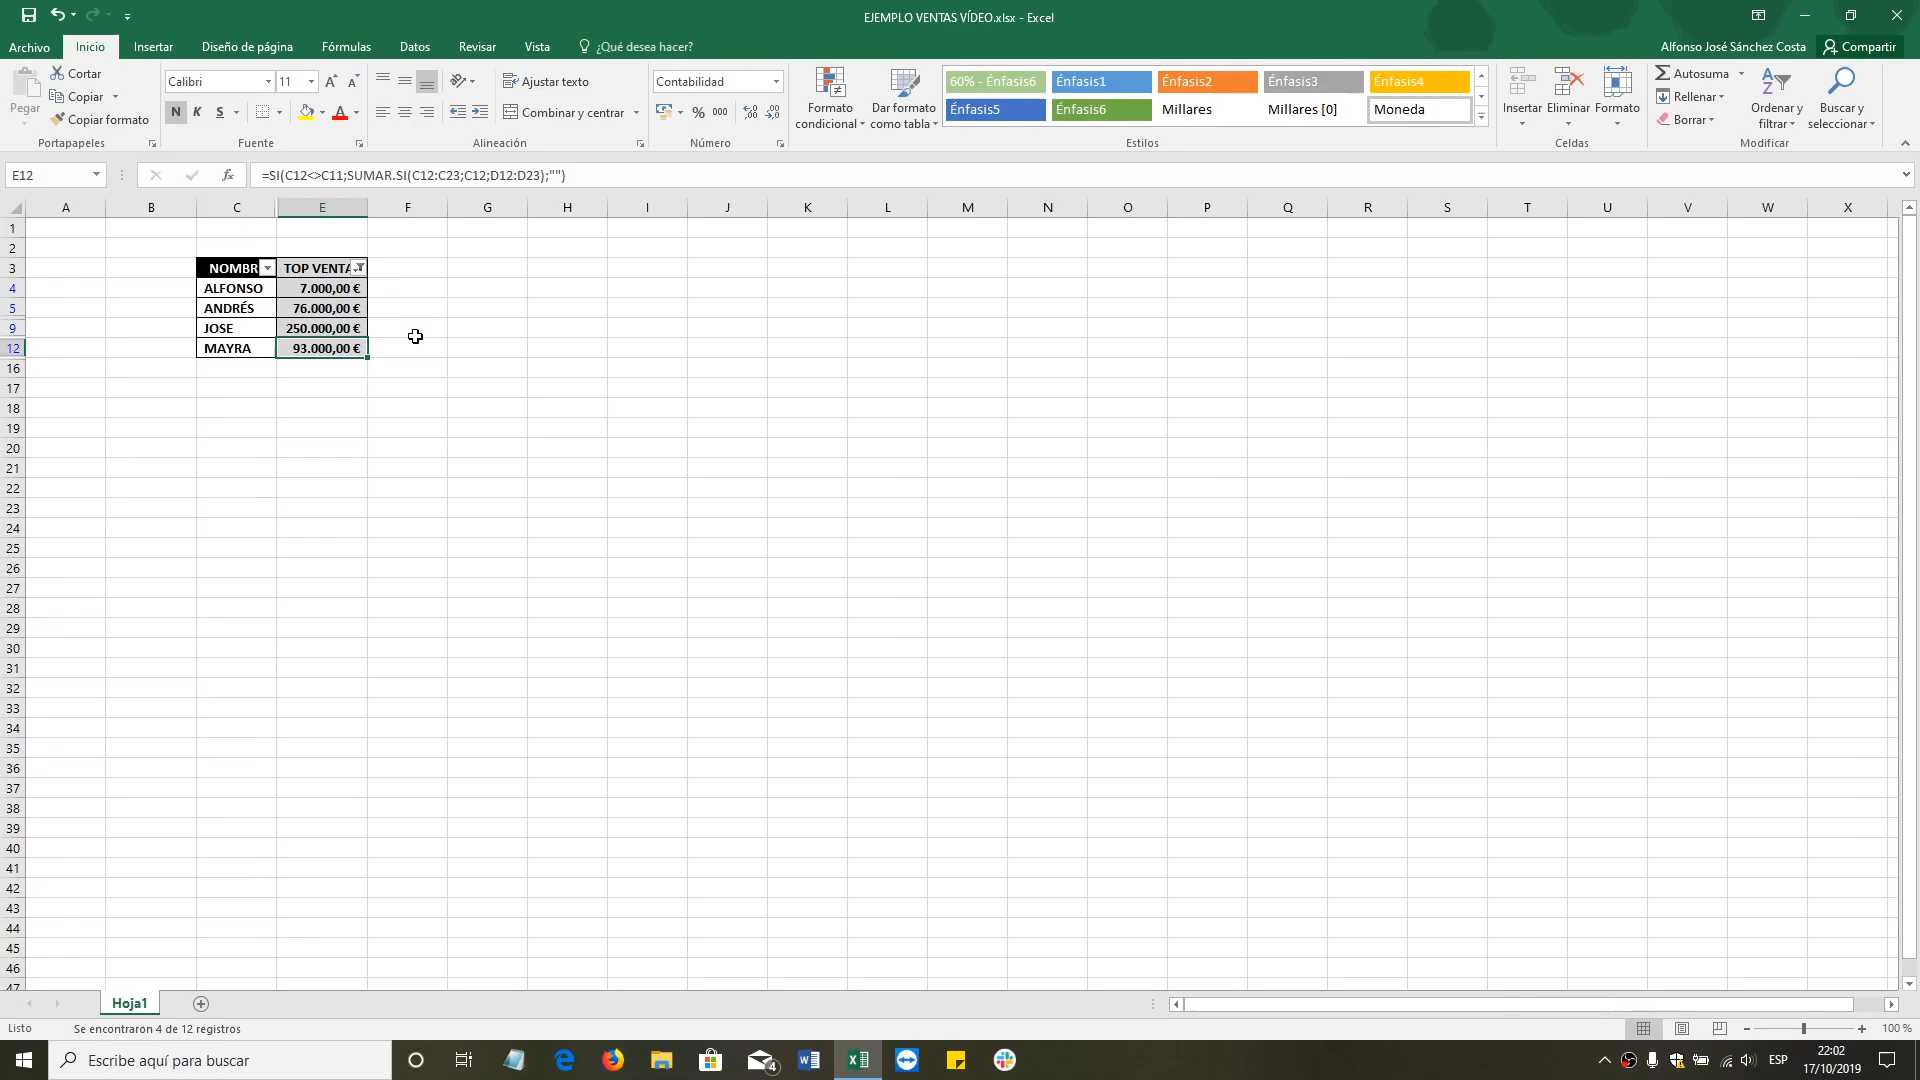 EJEMPLO VENTAS VÍDEO.xlsx - Excel
Archivo Inicio Insertar Diseño de página Fórmulas Datos Revisar Vista ¿Qué desea hacer? Alfonso José Sánchez Costa Compartir
Pegar
Cortar
Copiar
Copiar formato
Portapapeles
Calibri 11
N K S
Fuente
Ajustar texto
Combinar y centrar
Alineación
Contabilidad
% 000
Número
Formato condicional
Dar formato como tabla
60% - Énfasis6 Énfasis1 Énfasis2 Énfasis3 Énfasis4
Énfasis5 Énfasis6 Millares Millares [0] Moneda
Estilos
Insertar Eliminar Formato
Celdas
Autosuma
Rellenar
Borrar
Ordenar y filtrar
Buscar y seleccionar
Modificar
E12 fx =SI(C12<>C11;SUMAR.SI(C12:C23;C12;D12:D23);"")
A B C E F G H I J K L M N O P Q R S T U V W X
1
2
3 NOMBR TOP VENTA
4 ALFONSO 7.000,00 €
5 ANDRÉS 76.000,00 €
9 JOSE 250.000,00 €
12 MAYRA 93.000,00 €
16
17
18
19
20
21
22
23
24
25
26
27
28
29
30
31
32
33
34
35
36
37
38
39
40
41
42
43
44
45
46
47
Hoja1
Listo Se encontraron 4 de 12 registros 100 %
Escribe aquí para buscar 4 ESP 22:02
17/10/2019